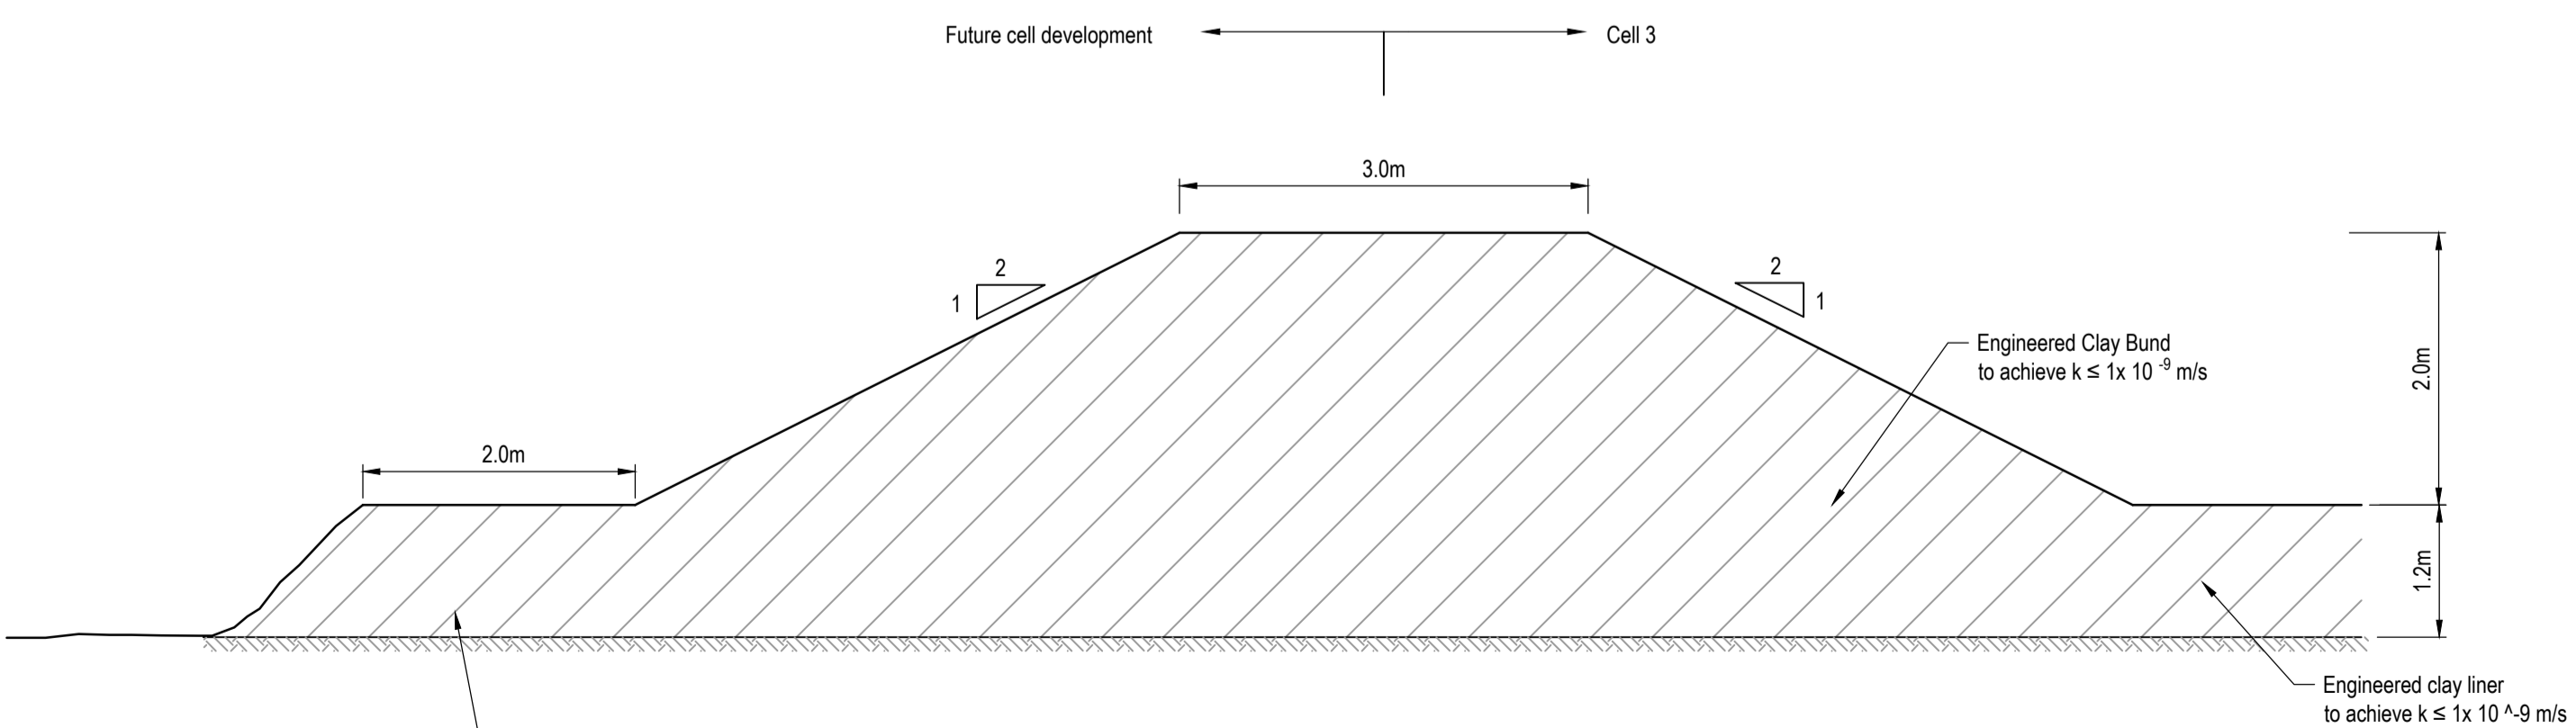 Future cell development
Cell 3
3.0m
2
1
2
1
Engineered Clay Bund
to achieve k ≤ 1x 10 -9 m/s
2.0m
2.0m
1.2m
Engineered clay liner
to achieve k ≤ 1x 10 ^-9 m/s